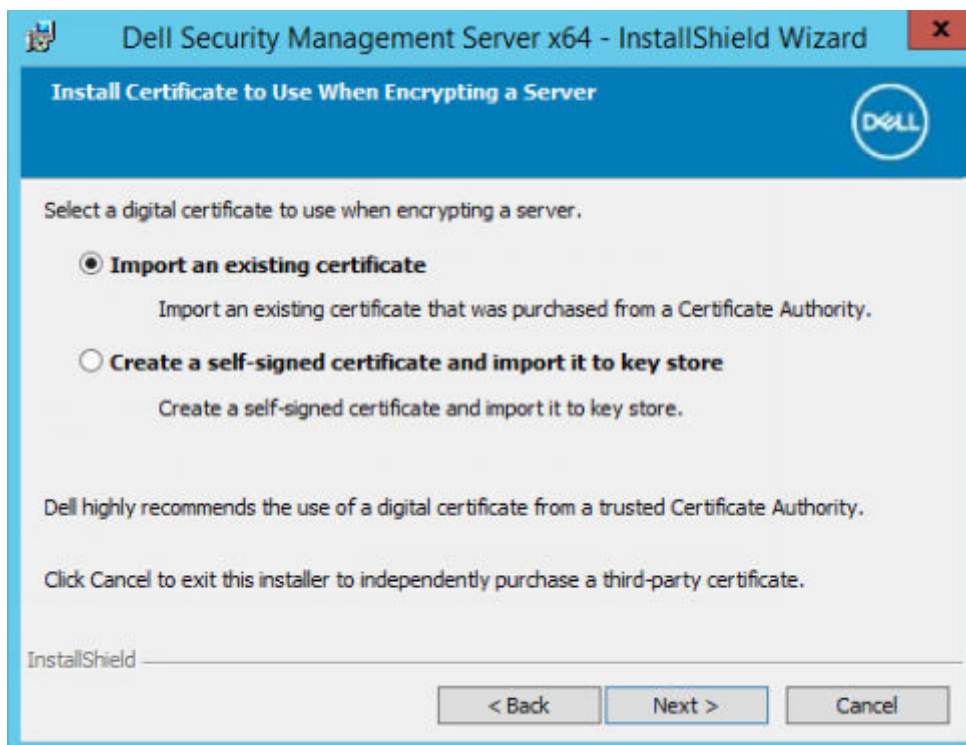 Dell Security Management Server x64 - InstallShield Wizard
x
Install Certificate to Use When Encrypting a Server
DELL
Select a digital certificate to use when encrypting a server.
Import an existing certificate
Import an existing certificate that was purchased from a Certificate Authority.
Create a self-signed certificate and import it to key store
Create a self-signed certificate and import it to key store.
Dell highly recommends the use of a digital certificate from a trusted Certificate Authority.
Click Cancel to exit this installer to independently purchase a third-party certificate.
InstallShield
< Back Next > Cancel